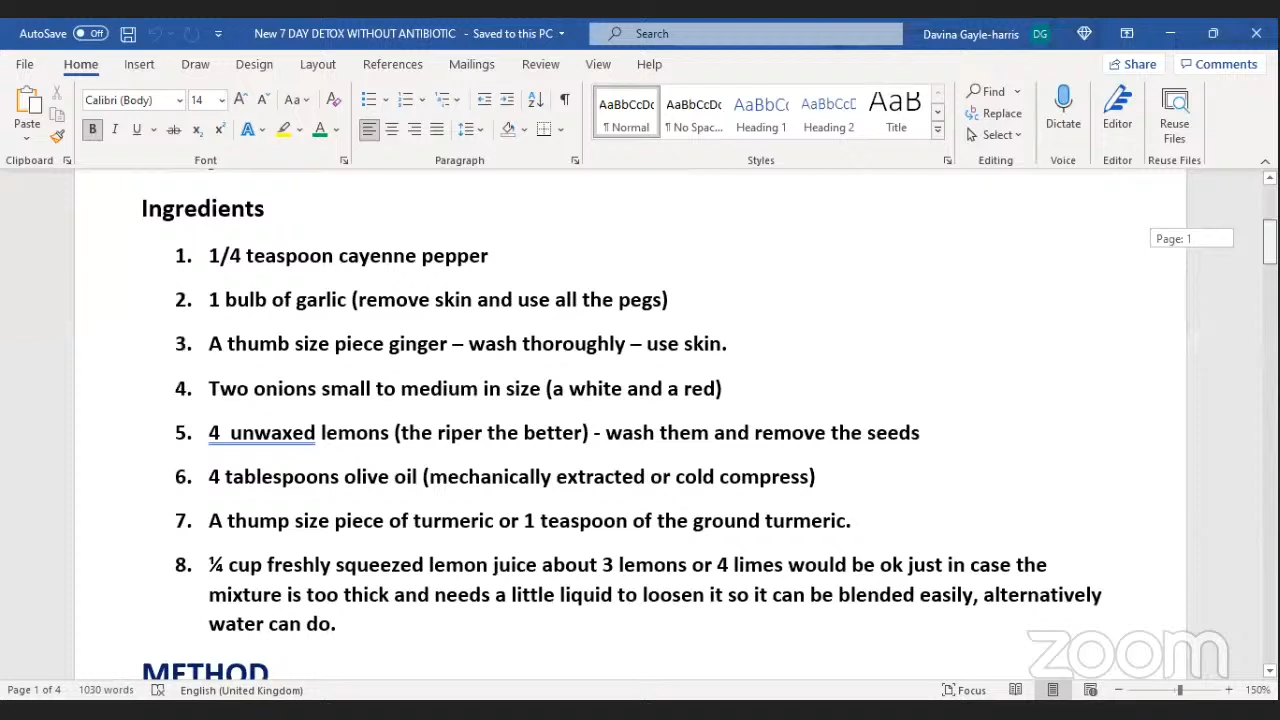 AutoSave Off New 7 DAY DETOX WITHOUT ANTIBIOTIC - Saved to this PC Search Davina Gayle-harris DG
File Home Insert Draw Design Layout References Mailings Review View Help Share Comments
Calibri (Body) 14 Aa AaBbCcDc AaBbCcDc AaBbCc AaBbCcD AaB Find
Paste Replace Dictate Editor Reuse Files
B I U ab x₂ x² A A ¶ Normal ¶ No Spac... Heading 1 Heading 2 Title Select
Clipboard Font Paragraph Styles Editing Voice Editor Reuse Files
Ingredients
Page: 1
1. 1/4 teaspoon cayenne pepper
2. 1 bulb of garlic (remove skin and use all the pegs)
3. A thumb size piece ginger – wash thoroughly – use skin.
4. Two onions small to medium in size (a white and a red)
5. 4 unwaxed lemons (the riper the better) - wash them and remove the seeds
6. 4 tablespoons olive oil (mechanically extracted or cold compress)
7. A thump size piece of turmeric or 1 teaspoon of the ground turmeric.
8. ¼ cup freshly squeezed lemon juice about 3 lemons or 4 limes would be ok just in case the
mixture is too thick and needs a little liquid to loosen it so it can be blended easily, alternatively
water can do.
zoom
METHOD
Page 1 of 4 1030 words English (United Kingdom) Focus 150%